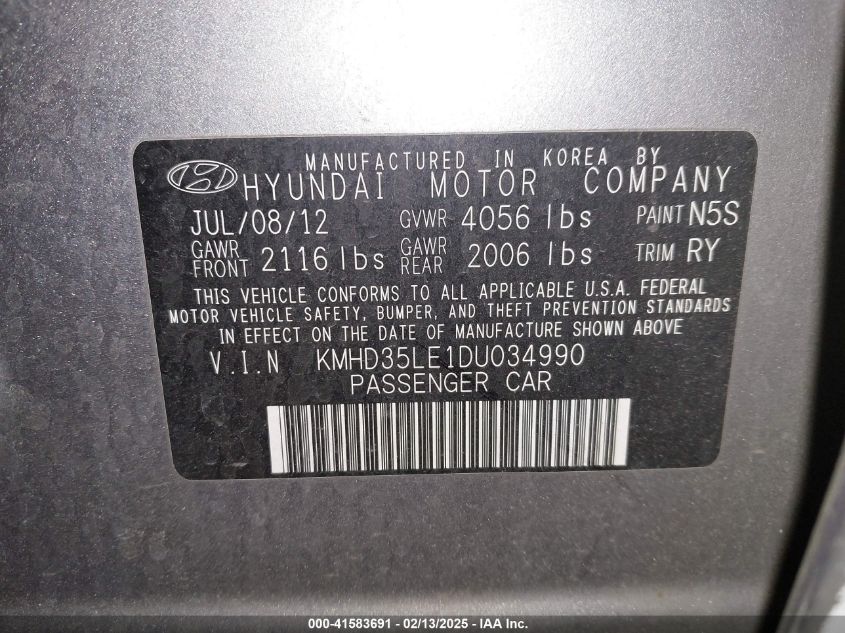 MANUFACTURED IN KOREA BY
HYUNDAI MOTOR COMPANY
JUL/08/12 GVWR 4056 lbs PAINT N5S
GAWR FRONT 2116 lbs GAWR REAR 2006 lbs TRIM RY
THIS VEHICLE CONFORMS TO ALL APPLICABLE U.S.A. FEDERAL
MOTOR VEHICLE SAFETY, BUMPER, AND THEFT PREVENTION STANDARDS
IN EFFECT ON THE DATE OF MANUFACTURE SHOWN ABOVE
V.I.N KMHD35LE1DU034990
PASSENGER CAR
000-41583691 - 02/13/2025 - IAA Inc.